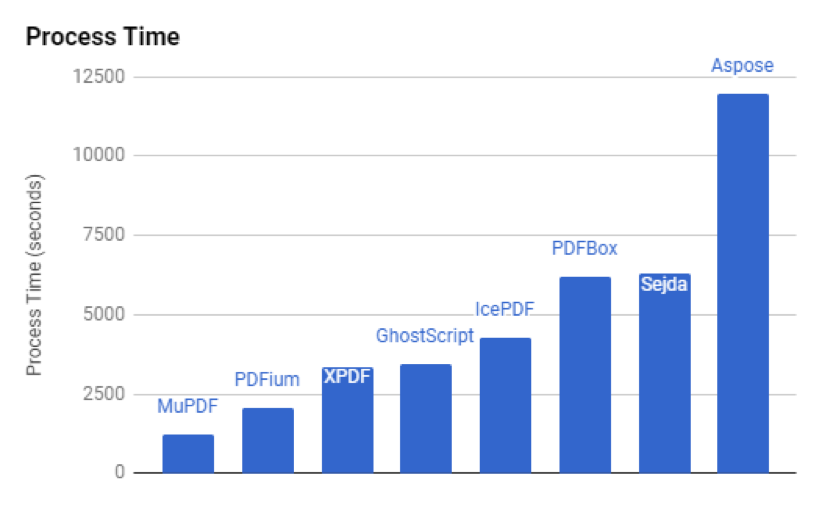 Process Time
Process Time (seconds)
12500
10000
7500
5000
2500
0
MuPDF
PDFium
XPDF
GhostScript
IcePDF
PDFBox
Sejda
Aspose